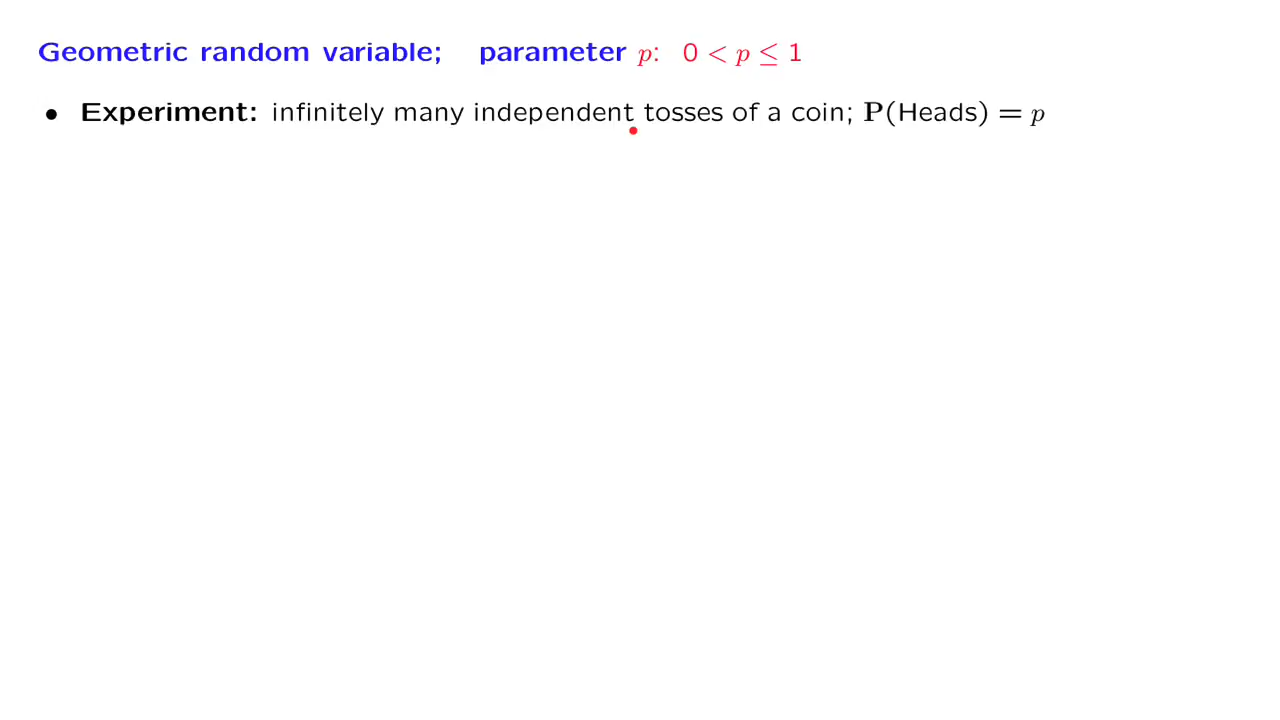 Geometric random variable; parameter p: 0 < p ≤ 1
• Experiment: infinitely many independent tosses of a coin; P(Heads) = p